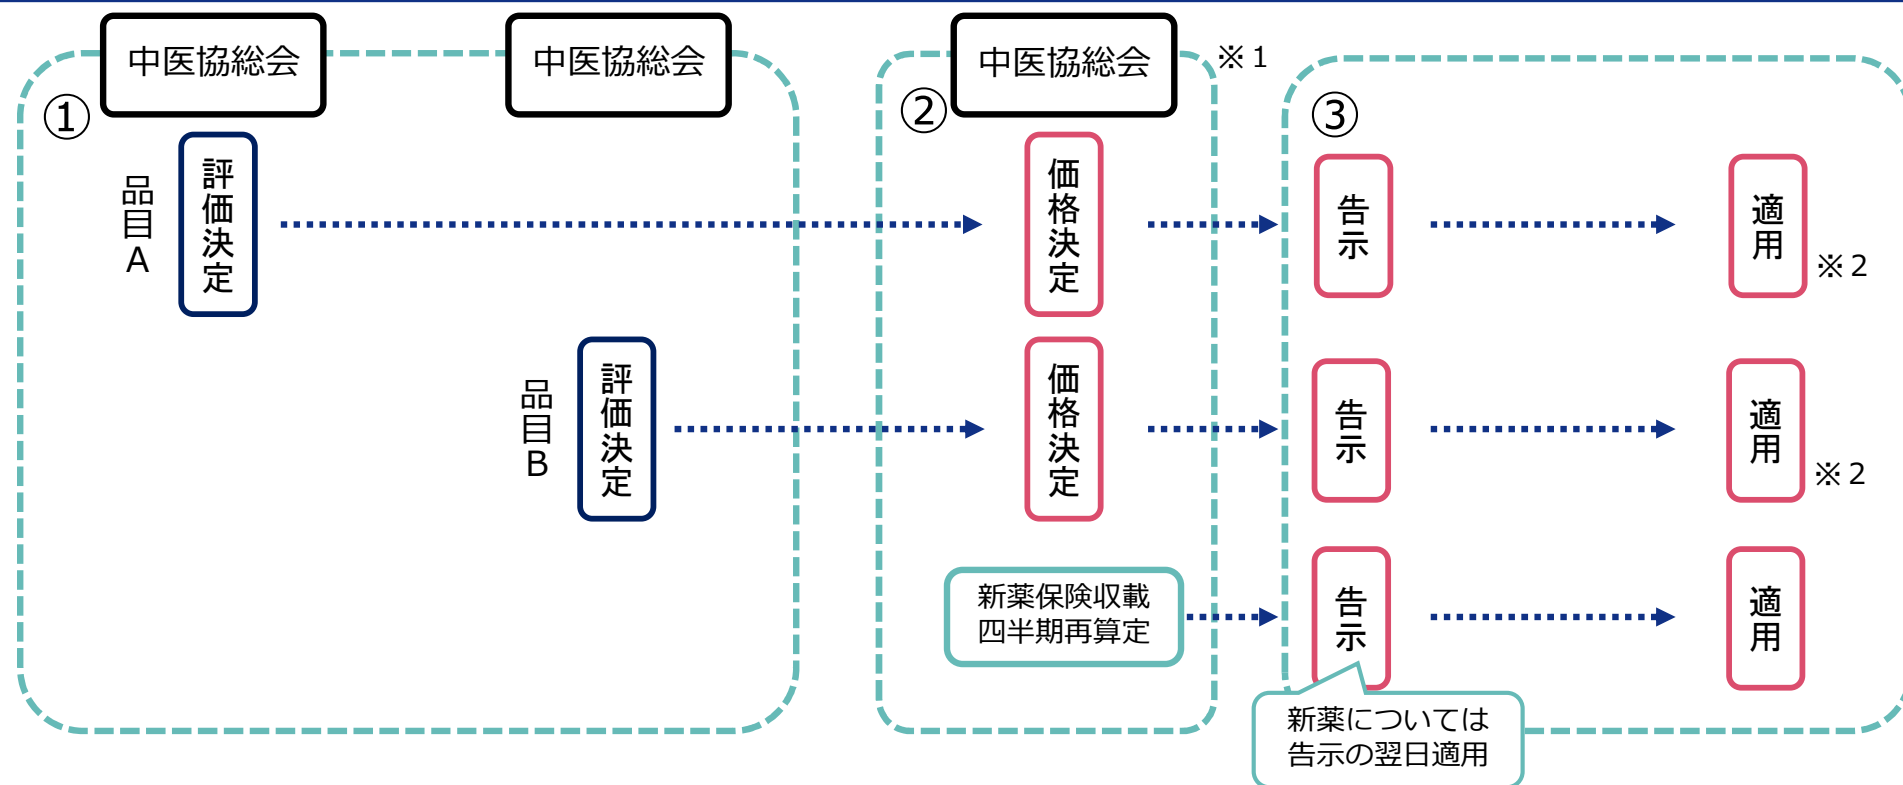 中医協総会
中医協総会
中医協総会
※1
①
②
③
品目A
評価決定
価格決定
告示
適用
※2
品目B
評価決定
価格決定
告示
適用
※2
新薬保険収載
四半期再算定
告示
適用
新薬については
告示の翌日適用